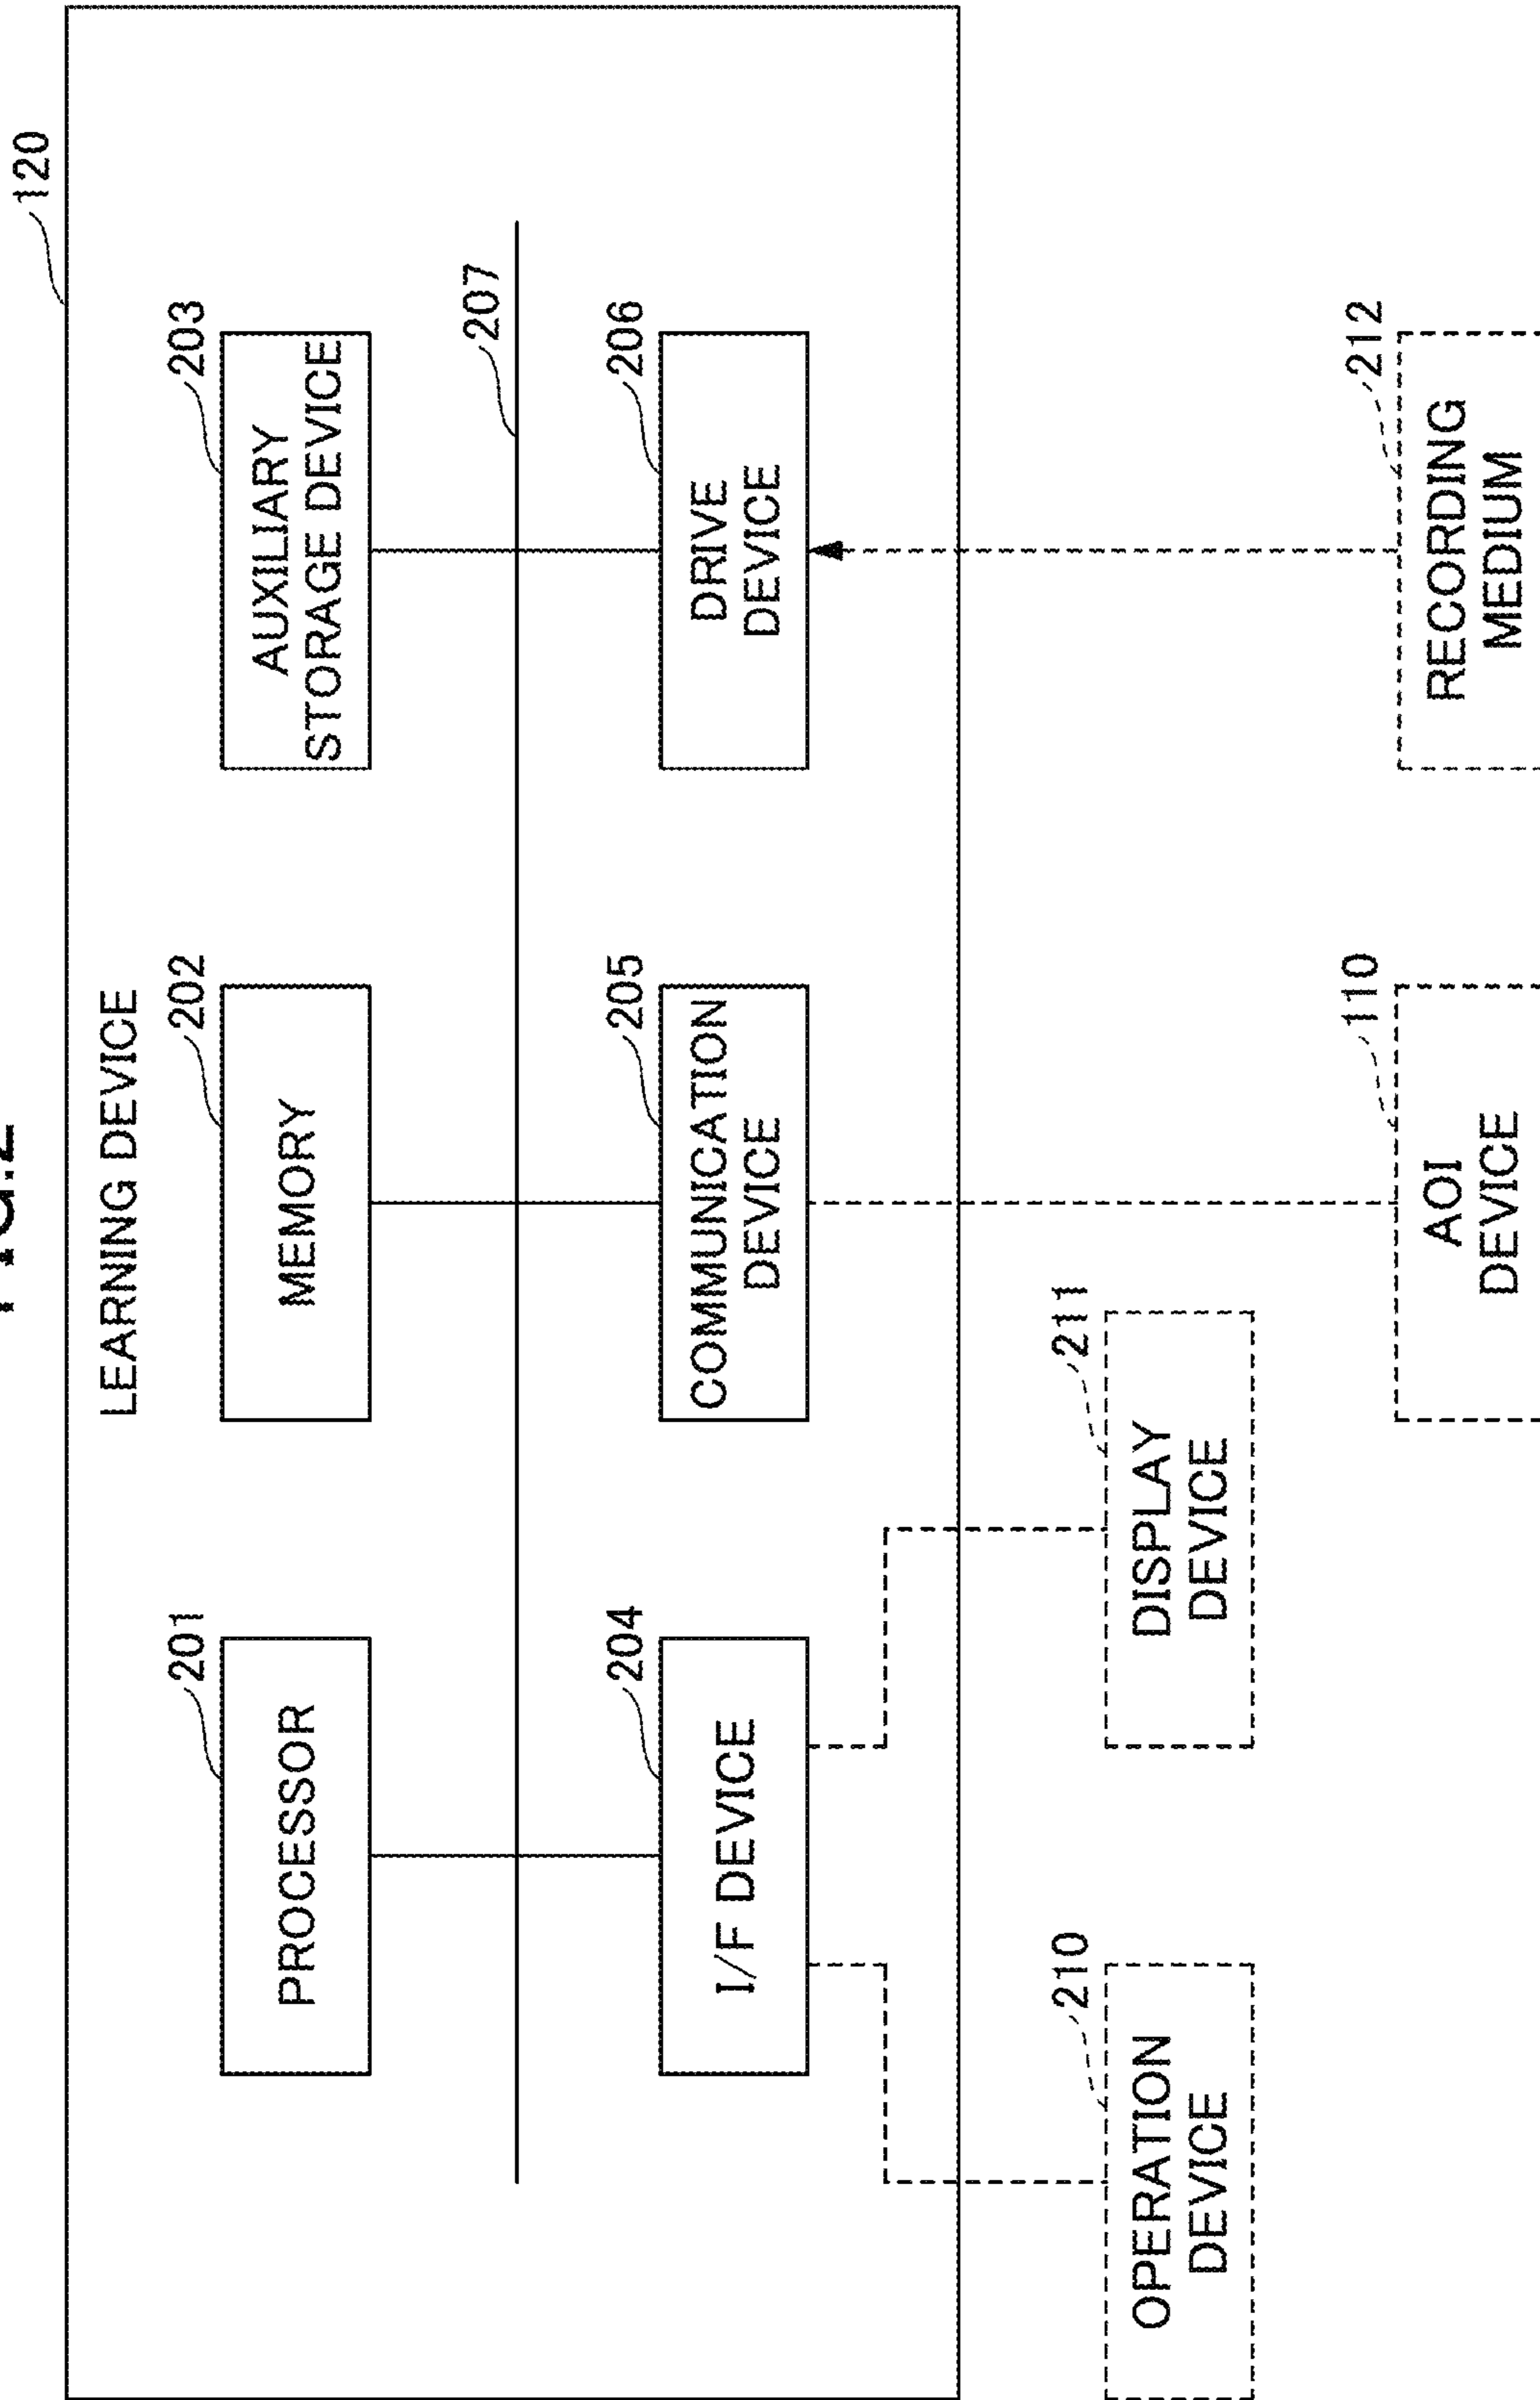 120
LEARNING DEVICE
201
202
203
PROCESSOR
MEMORY
AUXILIARY
STORAGE DEVICE
207
204
205
206
I/F DEVICE
COMMUNICATION
DEVICE
DRIVE
DEVICE
210
211
OPERATION
DEVICE
DISPLAY
DEVICE
110
212
AOI
DEVICE
RECORDING
MEDIUM